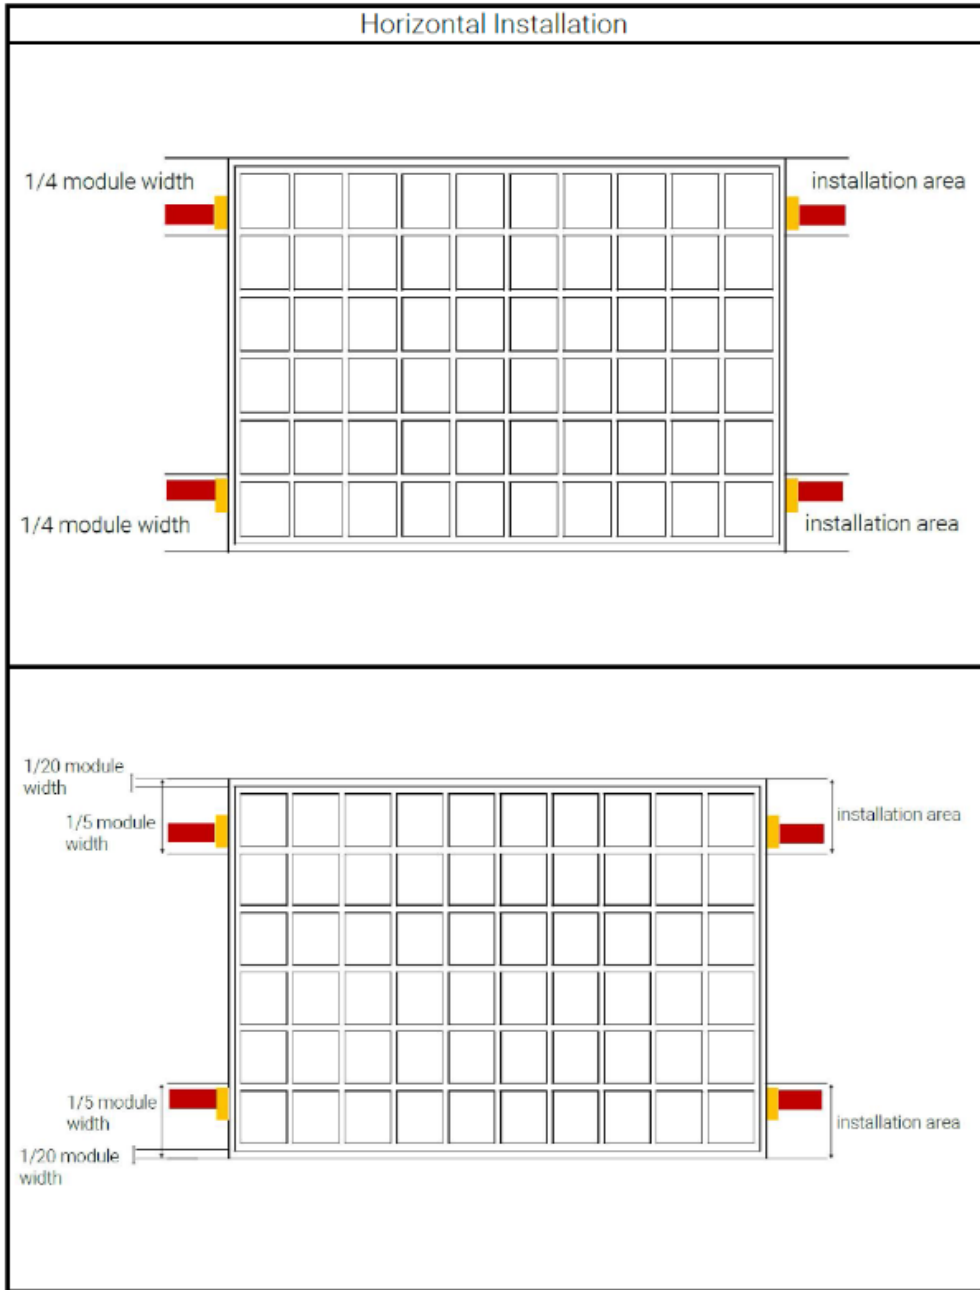 Horizontal Installation
1/4 module width
installation area
1/4 module width
installation area
1/20 module
width
1/5 module
width
installation area
1/5 module
width
installation area
1/20 module
width